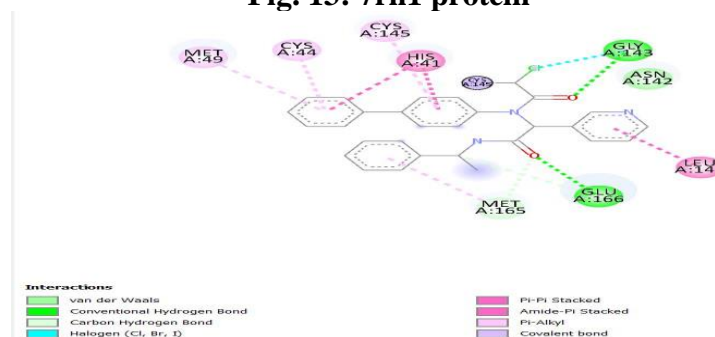 Fig. 13: 7rn1 protein
CYS
A:145
MET
A:49
CYS
A:44
HIS
A:41
GLY
A:143
ASN
A:142
Cl
O
N
N
N
O
LEU
A:14
GLU
A:166
MET
A:165
Interactions
van der Waals
Conventional Hydrogen Bond
Carbon Hydrogen Bond
Halogen (Cl, Br, I)
Pi-Pi Stacked
Amide-Pi Stacked
Pi-Alkyl
Covalent bond